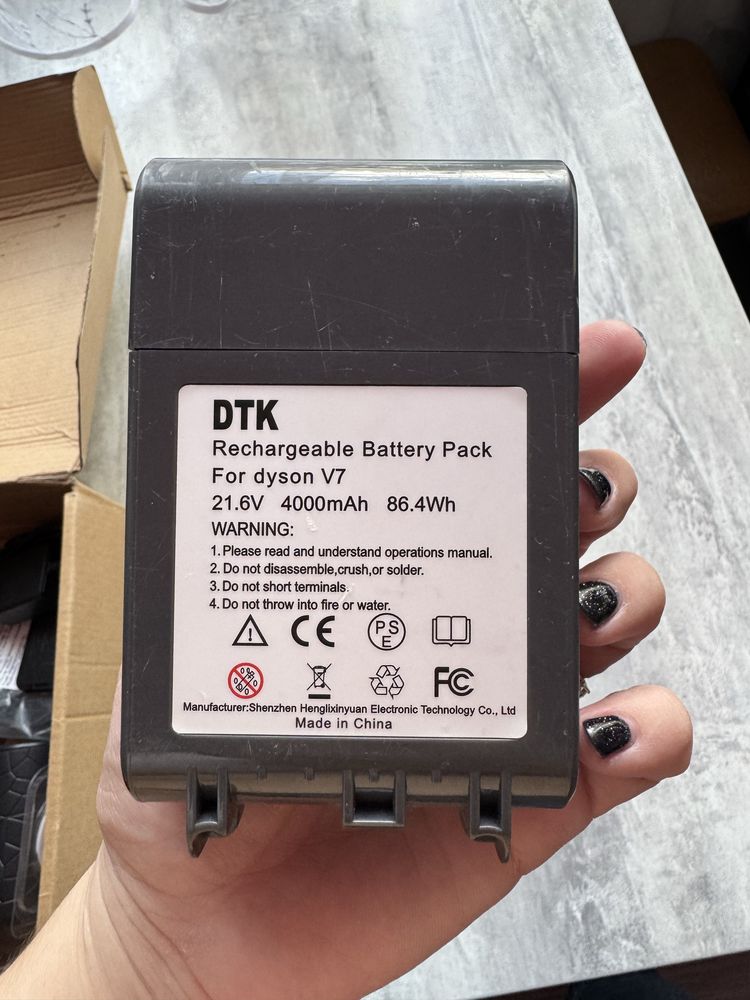 DTK
Rechargeable Battery Pack
For dyson V7
21.6V 4000mAh 86.4Wh
WARNING:
1. Please read and understand operations manual.
2. Do not disassemble,crush,or solder.
3. Do not short terminals.
4. Do not throw into fire or water.
CE PS E
FC
Manufacturer:Shenzhen Henglixinyuan Electronic Technology Co., Ltd
Made in China